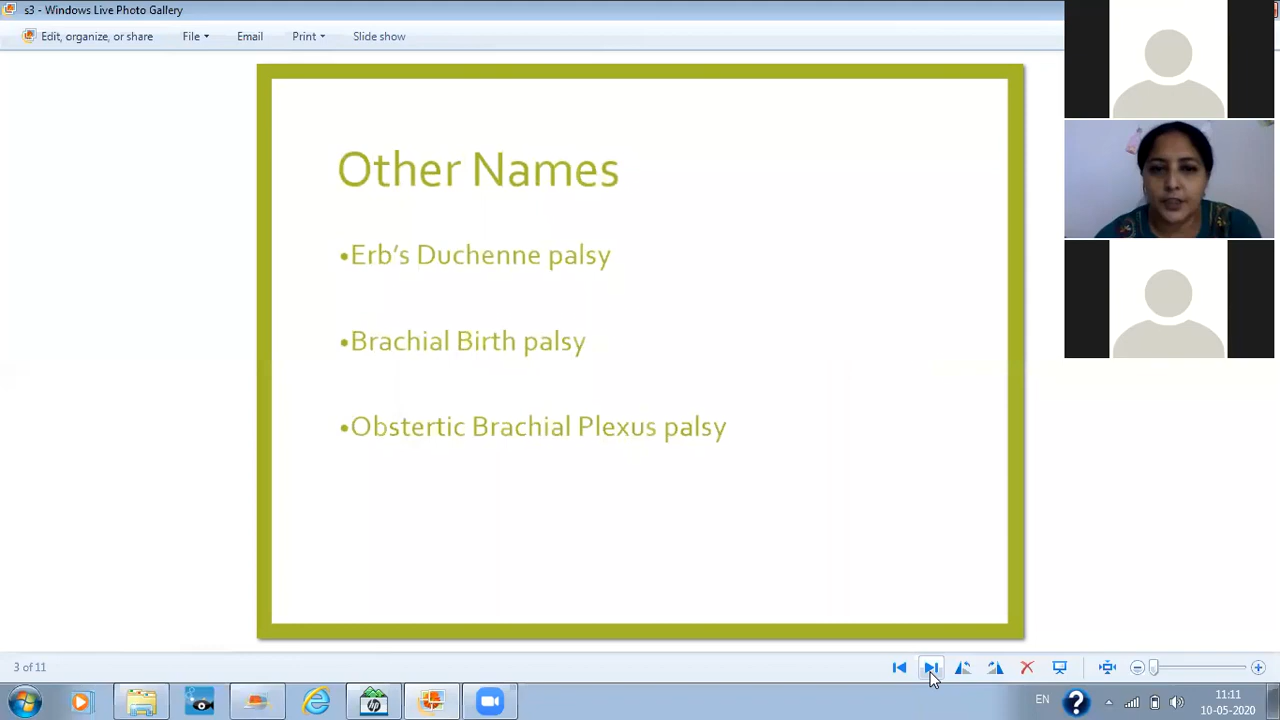 s3 - Windows Live Photo Gallery
Edit, organize, or share File Email Print Slide show
Other Names
•Erb's Duchenne palsy
•Brachial Birth palsy
•Obstertic Brachial Plexus palsy
3 of 11
EN
11:11
10-05-2020